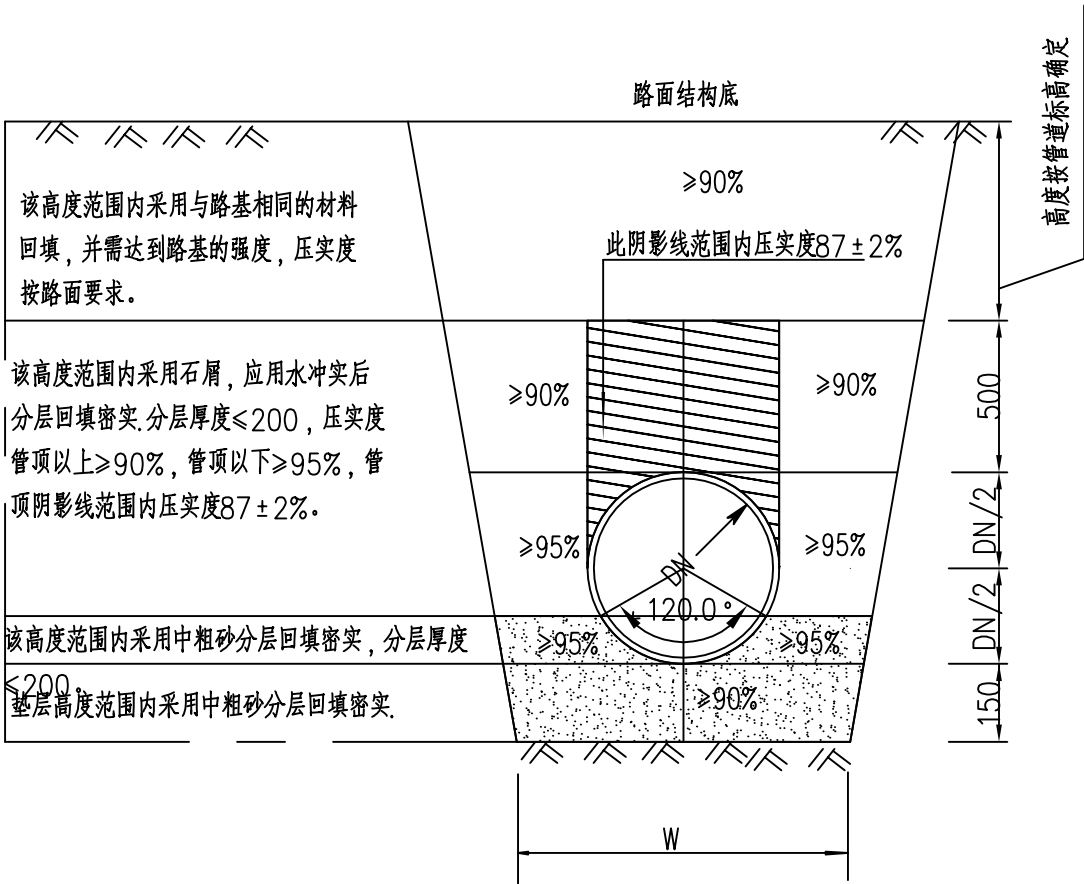 高度按管道标高确定
路面结构底
≥90%
该高度范围内采用与路基相同的材料
回填，并需达到路基的强度，压实度
按路面要求。
此阴影线范围内压实度87±2%
该高度范围内采用石屑，应用水冲实后
分层回填密实.分层厚度≤200，压实度
管顶以上≥90%，管顶以下≥95%，管
顶阴影线范围内压实度87±2%。
≥90%
≥90%
500
≥95%
≥95%
DN/2
DN
120.0°
DN/2
该高度范围内采用中粗砂分层回填密实，分层厚度
≤200。
≥95%
≥95%
垫层高度范围内采用中粗砂分层回填密实.
≥90%
150
W